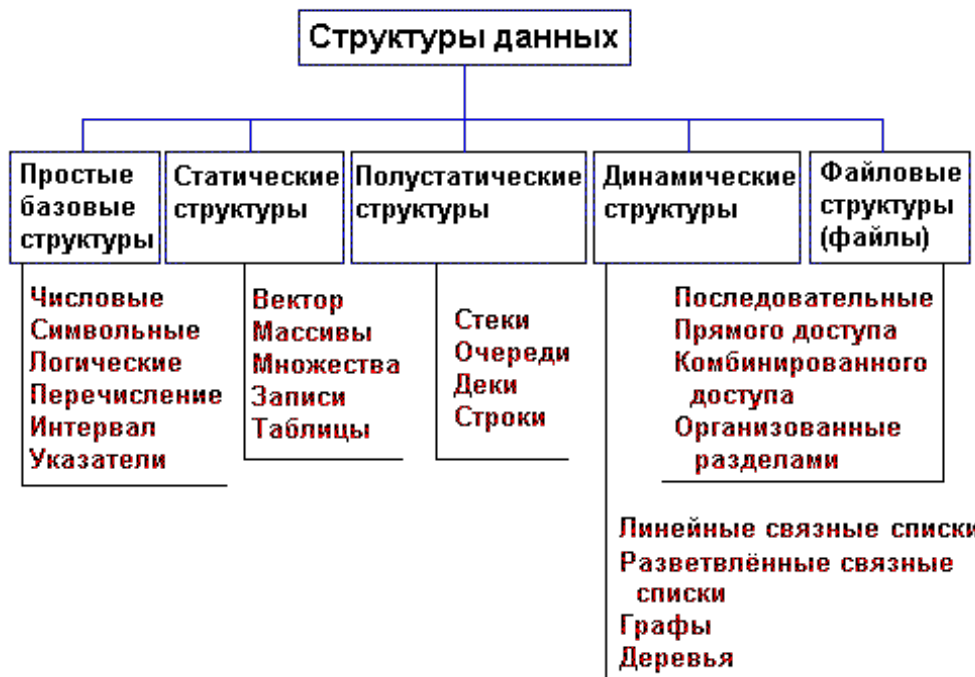 Структуры данных
Простые
базовые
структуры
Статические
структуры
Полустатические
структуры
Динамические
структуры
Файловые
структуры
(файлы)
Числовые
Символьные
Логические
Перечисление
Интервал
Указатели
Вектор
Массивы
Множества
Записи
Таблицы
Стеки
Очереди
Деки
Строки
Последовательные
Прямого доступа
Комбинированного
доступа
Организованные
разделами
Линейные связные списки
Разветвлённые связные
списки
Графы
Деревья